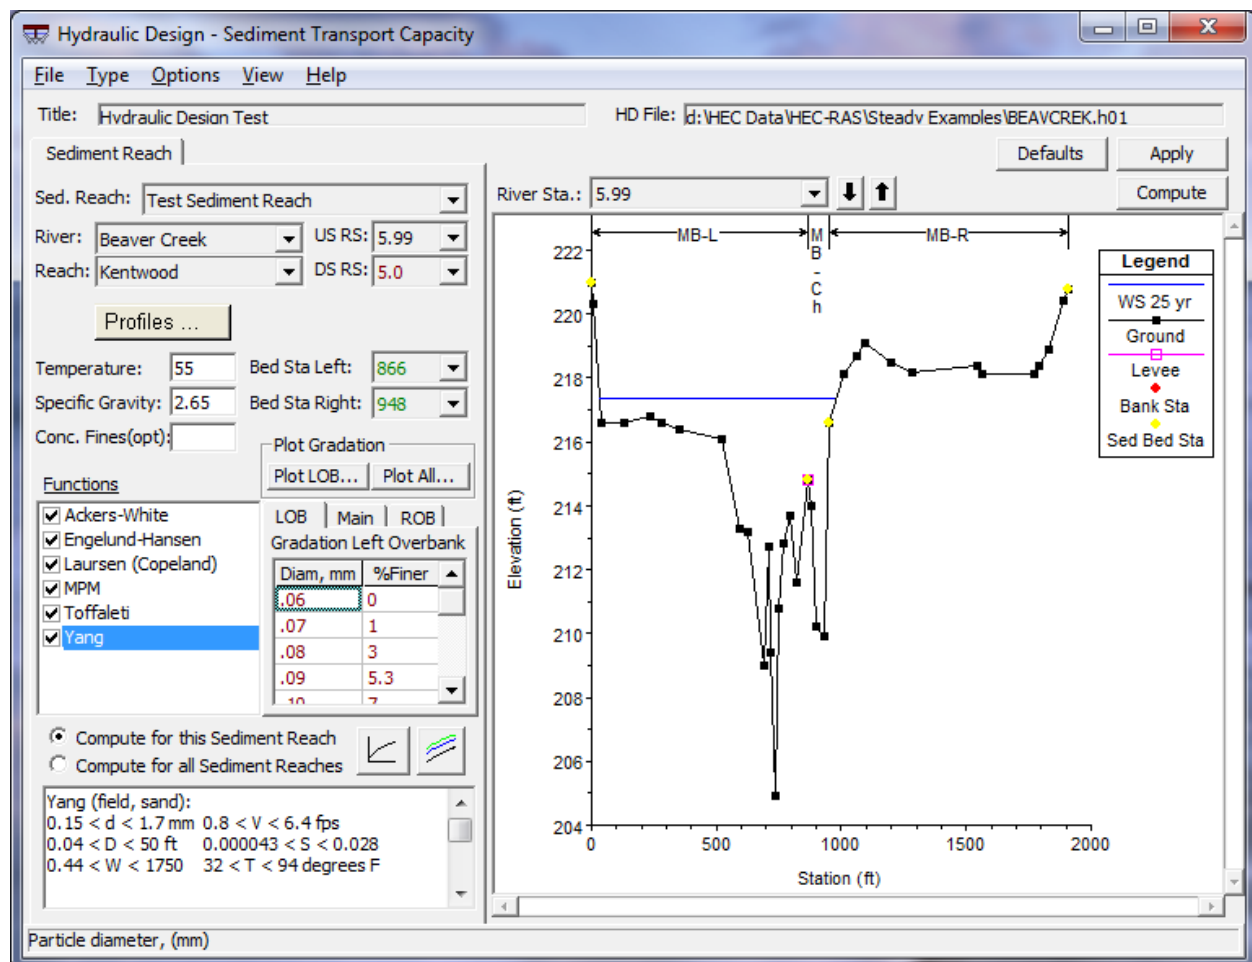 Hydraulic Design - Sediment Transport Capacity
File Type Options View Help
Title: Hydraulic Design Test HD File: d:\HEC Data\HEC-RAS\Steady Examples\BEAVCREK.h01
Sediment Reach Defaults Apply
Sed. Reach: Test Sediment Reach River Sta.: 5.99 Compute
River: Beaver Creek US RS: 5.99
Reach: Kentwood DS RS: 5.0
Profiles ...
Temperature: 55 Bed Sta Left: 866
Specific Gravity: 2.65 Bed Sta Right: 948
Conc. Fines(opt):
Plot Gradation
Plot LOB... Plot All...
Functions
Ackers-White
Engelund-Hansen
Laursen (Copeland)
MPM
Toffaleti
Yang
LOB Main ROB
Gradation Left Overbank
Diam, mm %Finer
.06 0
.07 1
.08 3
.09 5.3
.10 7
Compute for this Sediment Reach
Compute for all Sediment Reaches
Yang (field, sand):
0.15 < d < 1.7 mm 0.8 < V < 6.4 fps
0.04 < D < 50 ft 0.000043 < S < 0.028
0.44 < W < 1750 32 < T < 94 degrees F
MB-L MB-Ch MB-R
222
220
218
216
214
212
210
208
206
204
Elevation (ft)
0 500 1000 1500 2000
Station (ft)
Legend
WS 25 yr
Ground
Levee
Bank Sta
Sed Bed Sta
Particle diameter, (mm)